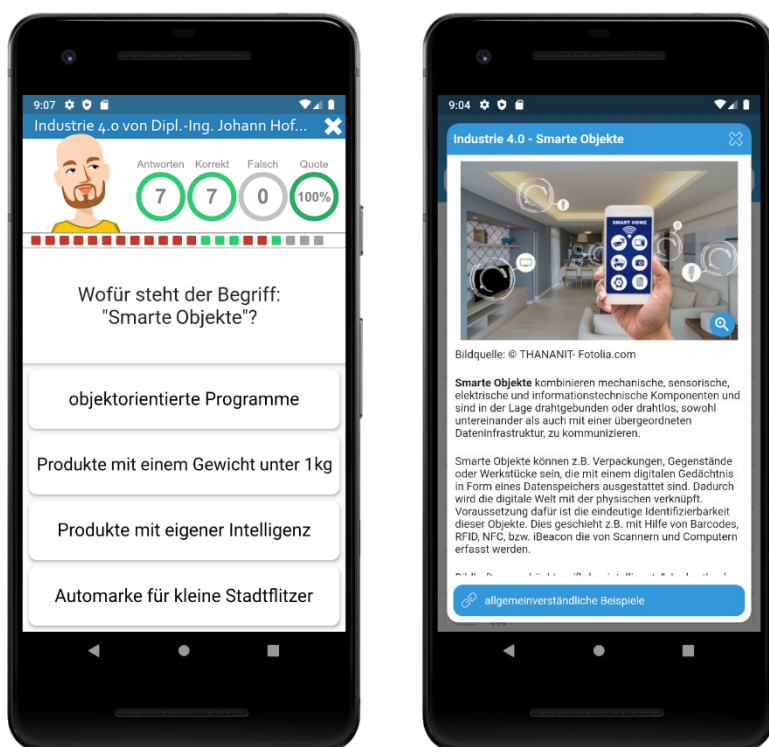 9:07
Industrie 4.0 von Dipl.-Ing. Johann Hof...
Antworten Korrekt Falsch Quote
7 7 0 100%
Wofür steht der Begriff:
"Smarte Objekte"?
objektorientierte Programme
Produkte mit einem Gewicht unter 1kg
Produkte mit eigener Intelligenz
Automarke für kleine Stadtflitzer
9:04
Industrie 4.0 - Smarte Objekte
SMART HOME
Bildquelle: © THANANIT- Fotolia.com
Smarte Objekte kombinieren mechanische, sensorische,
elektrische und informationstechnische Komponenten und
sind in der Lage drahtgebunden oder drahtlos, sowohl
untereinander als auch mit einer übergeordneten
Dateninfrastruktur, zu kommunizieren.
Smarte Objekte können z.B. Verpackungen, Gegenstände
oder Werkstücke sein, die mit einem digitalen Gedächtnis
in Form eines Datenspeichers ausgestattet sind. Dadurch
wird die digitale Welt mit der physischen verknüpft.
Voraussetzung dafür ist die eindeutige Identifizierbarkeit
dieser Objekte. Dies geschieht z.B. mit Hilfe von Barcodes,
RFID, NFC, bzw. iBeacon die von Scannern und Computern
erfasst werden.
allgemeinverständliche Beispiele